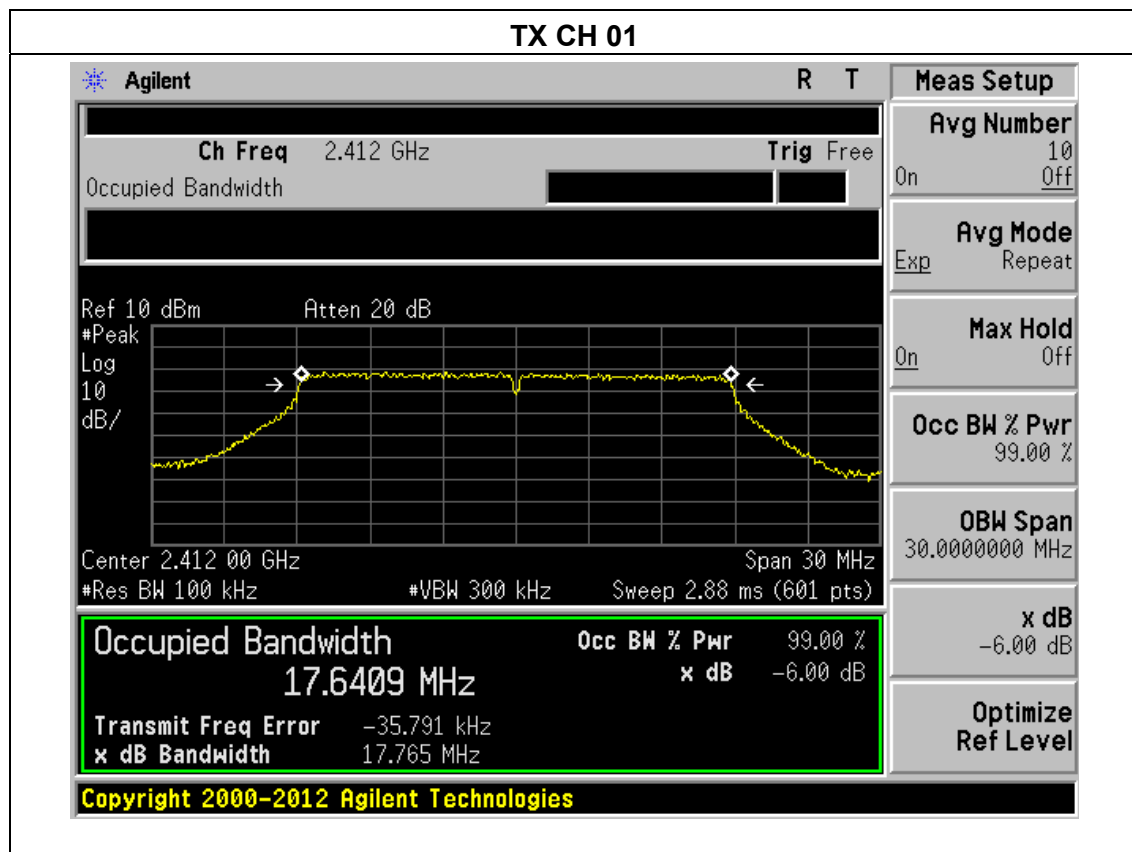 TX CH 01
Agilent R T
Ch Freq 2.412 GHz Trig Free
Occupied Bandwidth
Ref 10 dBm Atten 20 dB
#Peak
Log
10
dB/
Center 2.412 00 GHz Span 30 MHz
#Res BW 100 kHz #VBW 300 kHz Sweep 2.88 ms (601 pts)
Occupied Bandwidth Occ BW % Pwr 99.00 %
17.6409 MHz x dB -6.00 dB
Transmit Freq Error -35.791 kHz
x dB Bandwidth 17.765 MHz
Copyright 2000-2012 Agilent Technologies
Meas Setup
Avg Number
10
On Off
Avg Mode
Exp Repeat
Max Hold
On Off
Occ BW % Pwr
99.00 %
OBW Span
30.0000000 MHz
x dB
-6.00 dB
Optimize
Ref Level